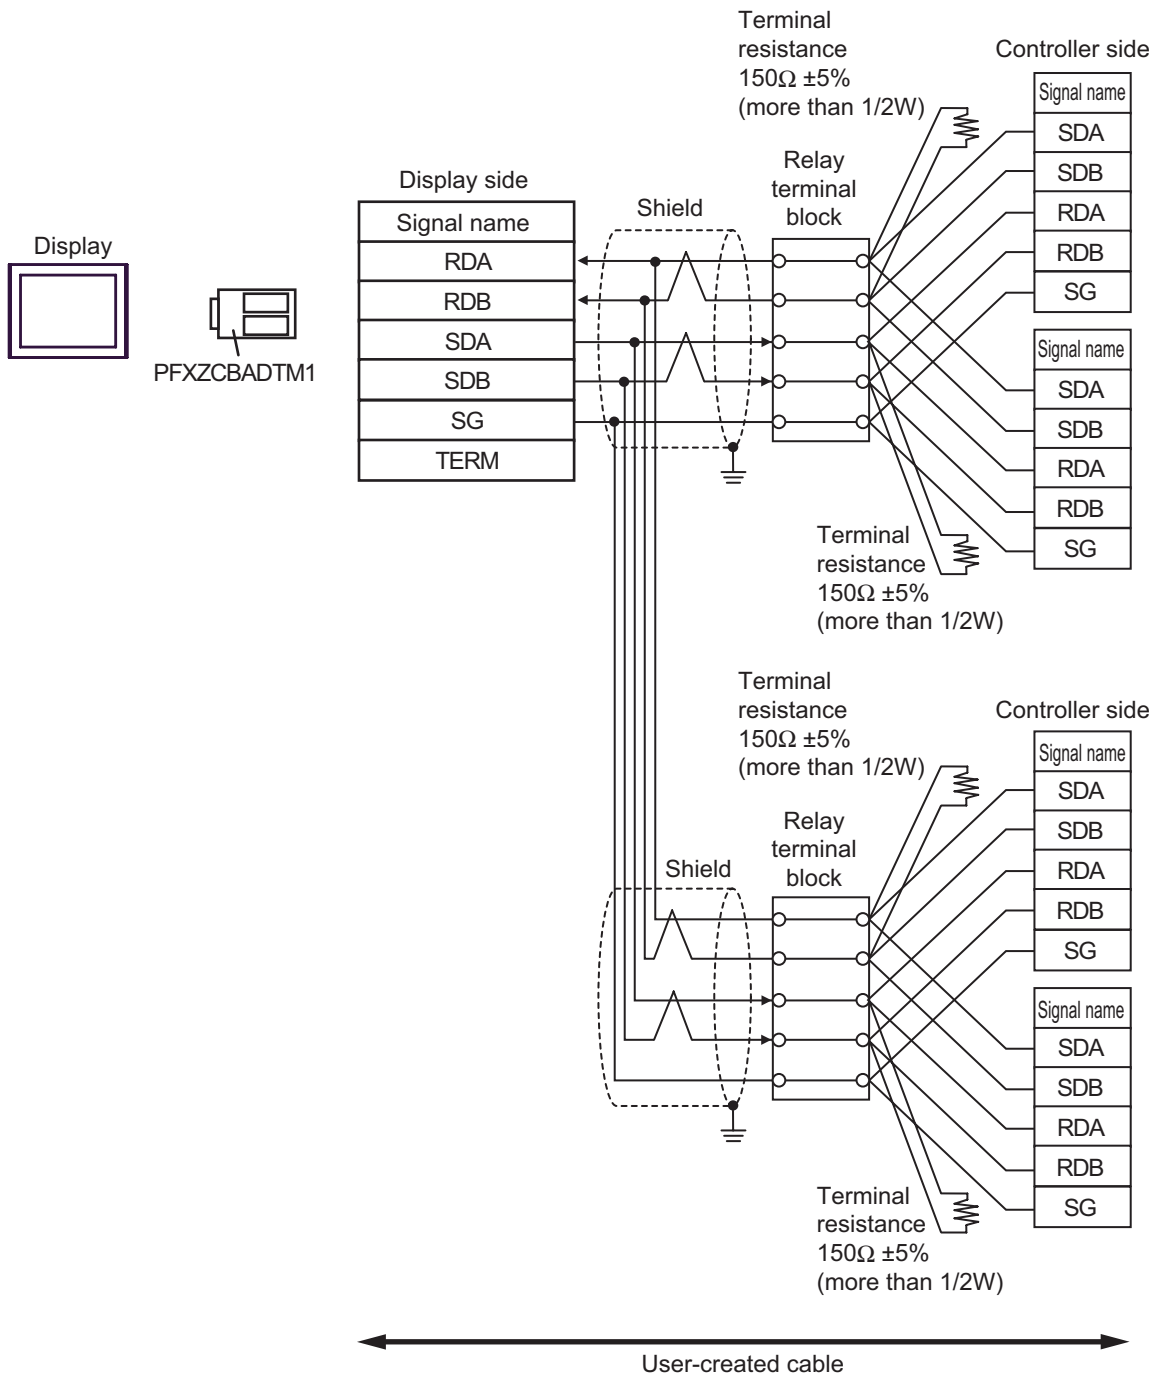 Terminal
resistance
150Ω ±5%
(more than 1/2W)
Controller side
Signal name
SDA
SDB
RDA
RDB
SG
Relay
terminal
block
Display side
Signal name
RDA
RDB
SDA
SDB
SG
TERM
Shield
Display
PFXZCBADTM1
Signal name
SDA
SDB
RDA
RDB
SG
Terminal
resistance
150Ω ±5%
(more than 1/2W)
Terminal
resistance
150Ω ±5%
(more than 1/2W)
Controller side
Signal name
SDA
SDB
RDA
RDB
SG
Relay
terminal
block
Shield
Signal name
SDA
SDB
RDA
RDB
SG
Terminal
resistance
150Ω ±5%
(more than 1/2W)
User-created cable